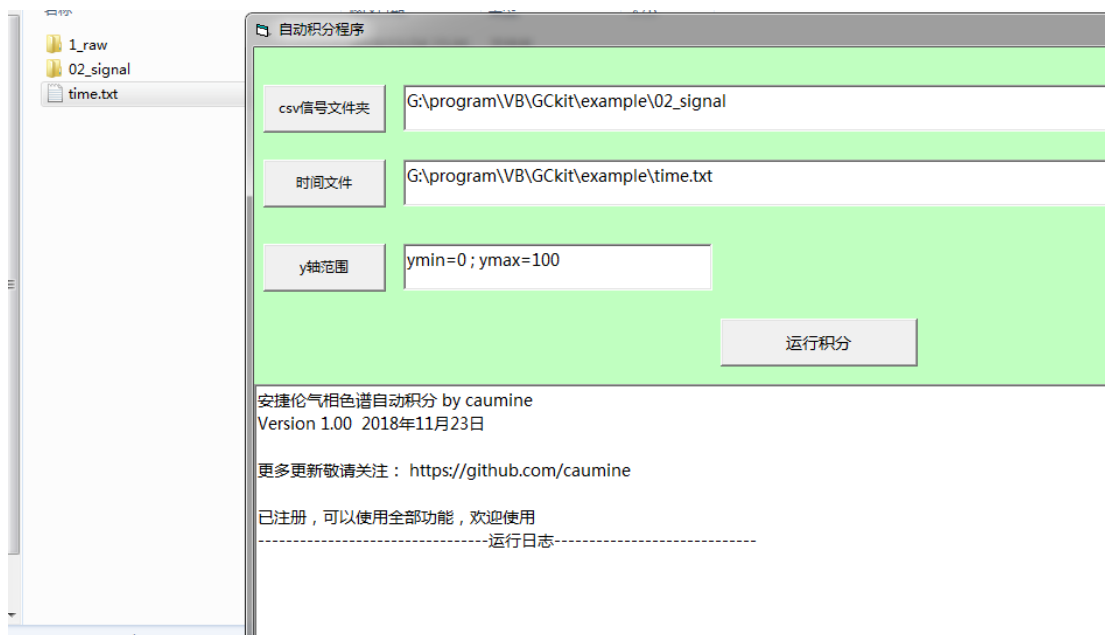 名称
1_raw
02_signal
time.txt
自动积分程序
csv信号文件夹
G:\program\VB\GCkit\example\02_signal
时间文件
G:\program\VB\GCkit\example\time.txt
y轴范围
ymin=0 ; ymax=100
运行积分
安捷伦气相色谱自动积分 by caumine
Version 1.00  2018年11月23日
更多更新敬请关注： https://github.com/caumine
已注册，可以使用全部功能，欢迎使用
---------------------------------运行日志-----------------------------